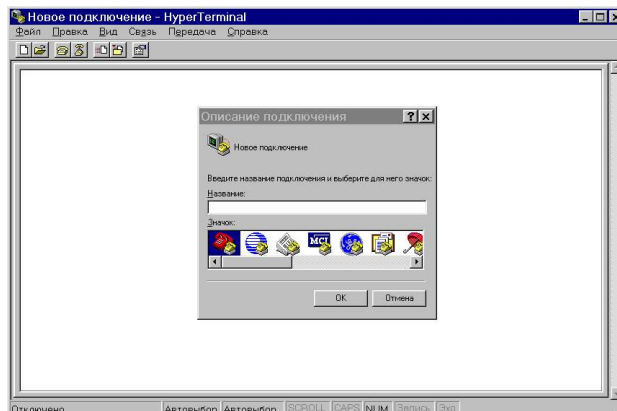 Новое подключение - HyperTerminal
Файл Правка Вид Связь Передача Справка
Описание подключения
Новое подключение
Введите название подключения и выберите для него значок:
Название:
Значок:
MCI
OK Отмена
Отключено Автовыбор Автовыбор SCROLL CAPS NUM Запись Эхо